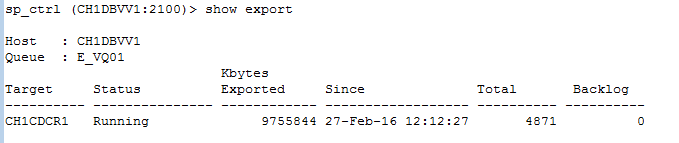 sp_ctrl (CH1DBVV1:2100)> show export
Host   : CH1DBVV1
Queue  : E_VQ01
Kbytes
Target     Status          Exported    Since               Total       Backlog
---------- --------------- ----------- ------------------- ----------- ----------
CH1CDCR1   Running             9755844 27-Feb-16 12:12:27         4871          0